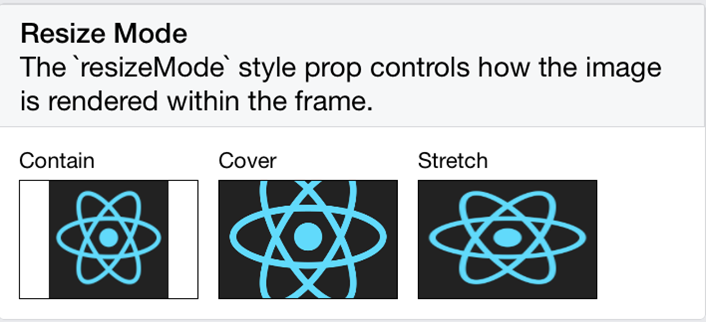 Resize Mode
The `resizeMode` style prop controls how the image
is rendered within the frame.
Contain
Cover
Stretch